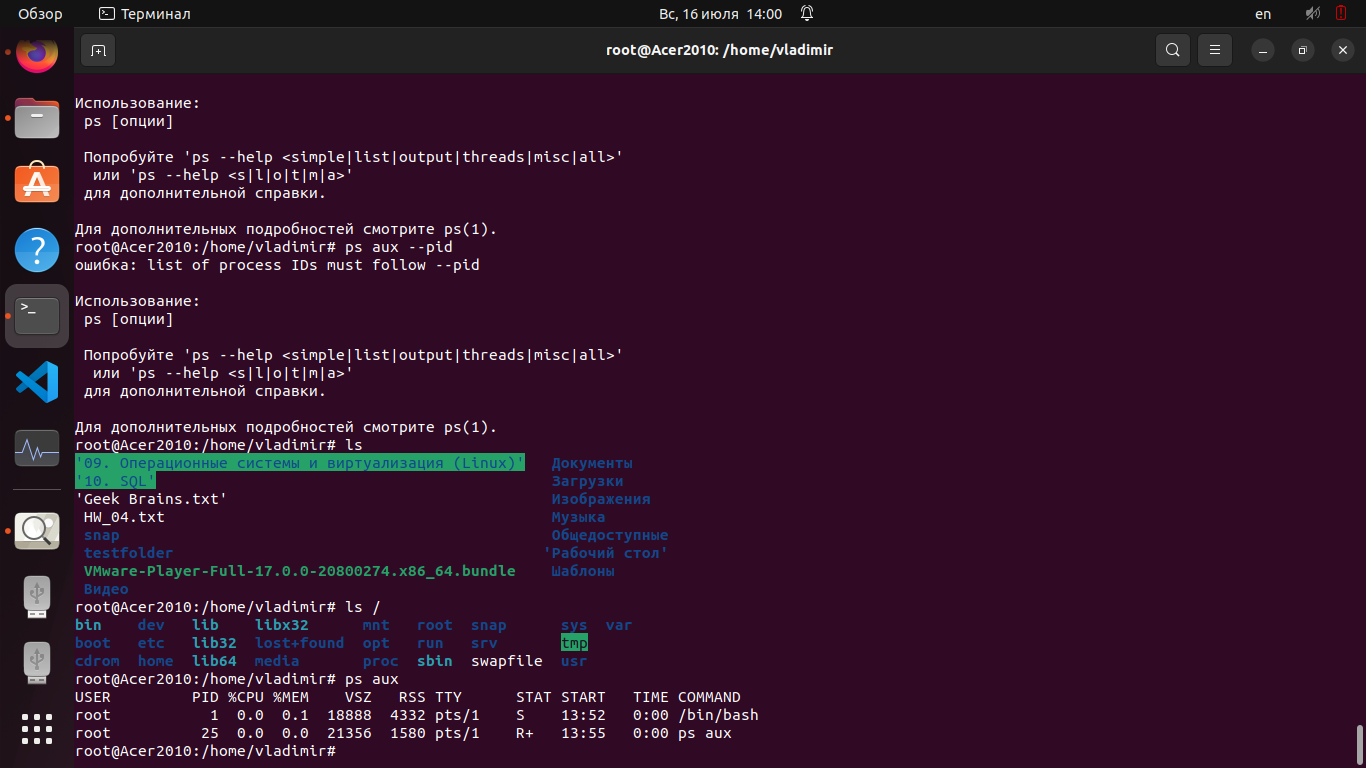 Обзор Терминал Вс, 16 июля 14:00 en
root@Acer2010: /home/vladimir
Использование:
 ps [опции]
 Попробуйте 'ps --help <simple|list|output|threads|misc|all>'
  или 'ps --help <s|l|o|t|m|a>'
 для дополнительной справки.
Для дополнительных подробностей смотрите ps(1).
root@Acer2010:/home/vladimir# ps aux --pid
ошибка: list of process IDs must follow --pid
Использование:
 ps [опции]
 Попробуйте 'ps --help <simple|list|output|threads|misc|all>'
  или 'ps --help <s|l|o|t|m|a>'
 для дополнительной справки.
Для дополнительных подробностей смотрите ps(1).
root@Acer2010:/home/vladimir# ls
'09. Операционные системы и виртуализация (Linux)'   Документы
'10. SQL'   Загрузки
'Geek Brains.txt'   Изображения
 HW_04.txt   Музыка
 snap   Общедоступные
 testfolder  'Рабочий стол'
 VMware-Player-Full-17.0.0-20800274.x86_64.bundle    Шаблоны
 Видео
root@Acer2010:/home/vladimir# ls /
bin    dev   lib    libx32      mnt   root  snap      sys  var
boot   etc   lib32  lost+found  opt   run   srv       tmp
cdrom  home  lib64  media       proc  sbin  swapfile  usr
root@Acer2010:/home/vladimir# ps aux
USER         PID %CPU %MEM    VSZ   RSS TTY      STAT START   TIME COMMAND
root           1  0.0  0.1  18888  4332 pts/1    S    13:52   0:00 /bin/bash
root          25  0.0  0.0  21356  1580 pts/1    R+   13:55   0:00 ps aux
root@Acer2010:/home/vladimir#